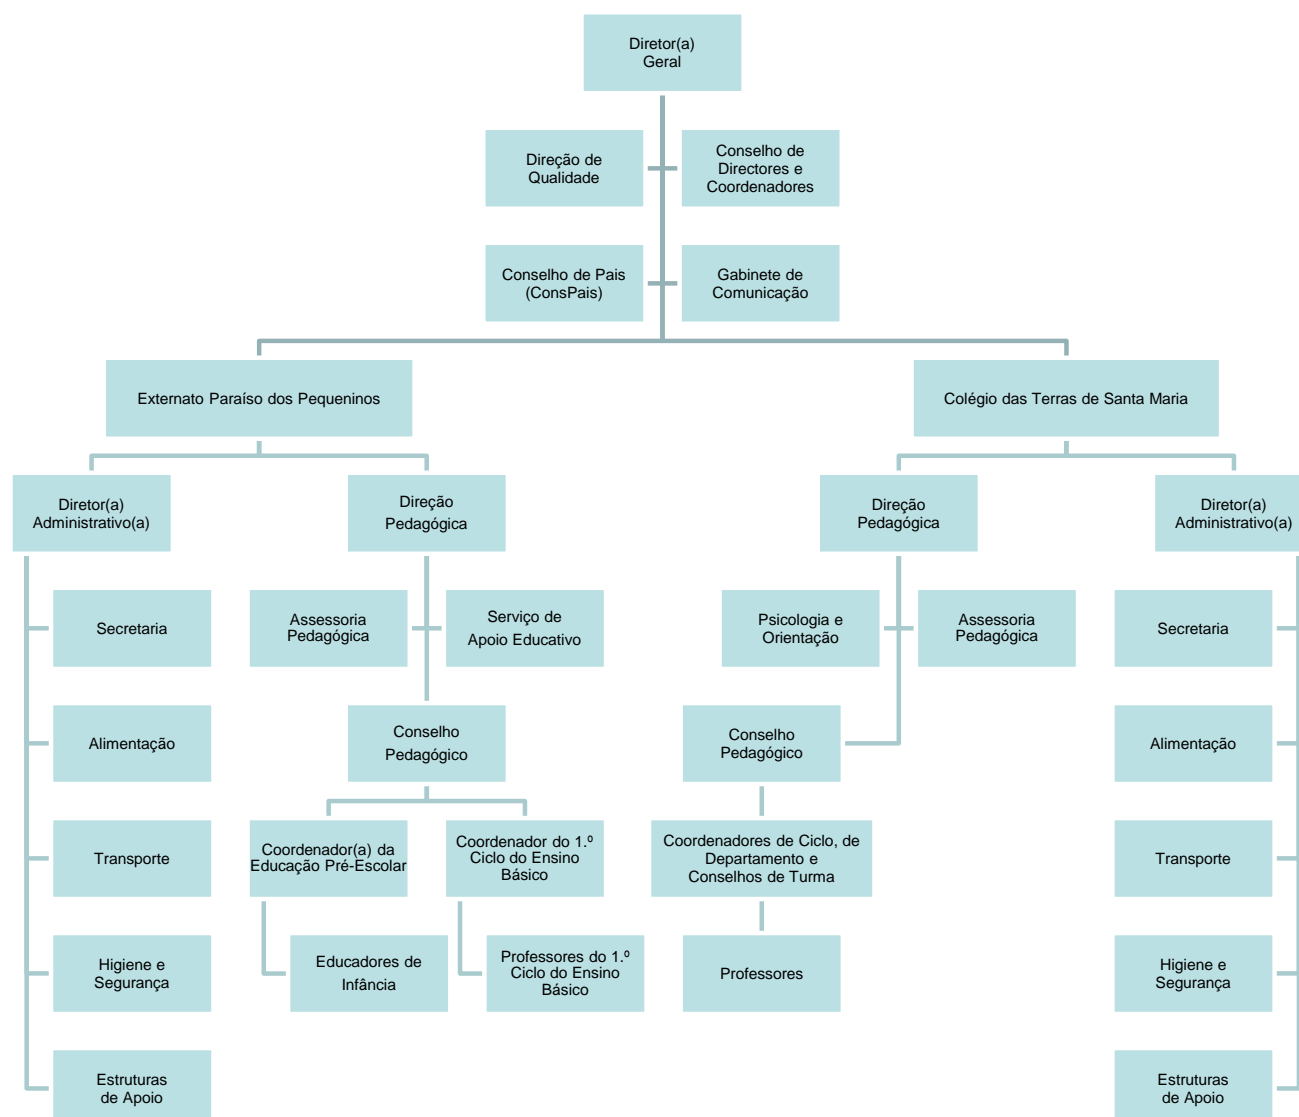 Diretor(a)
Geral
Direção de
Qualidade
Conselho de
Directores e
Coordenadores
Conselho de Pais
(ConsPais)
Gabinete de
Comunicação
Externato Paraíso dos Pequeninos
Colégio das Terras de Santa Maria
Diretor(a)
Administrativo(a)
Direção
Pedagógica
Direção
Pedagógica
Diretor(a)
Administrativo(a)
Secretaria
Assessoria
Pedagógica
Serviço de
Apoio Educativo
Psicologia e
Orientação
Assessoria
Pedagógica
Secretaria
Alimentação
Conselho
Pedagógico
Conselho
Pedagógico
Alimentação
Transporte
Coordenador(a) da
Educação Pré-Escolar
Coordenador do 1.º
Ciclo do Ensino
Básico
Coordenadores de Ciclo, de
Departamento e
Conselhos de Turma
Transporte
Higiene e
Segurança
Educadores de
Infância
Professores do 1.º
Ciclo do Ensino
Básico
Professores
Higiene e
Segurança
Estruturas
de Apoio
Estruturas
de Apoio